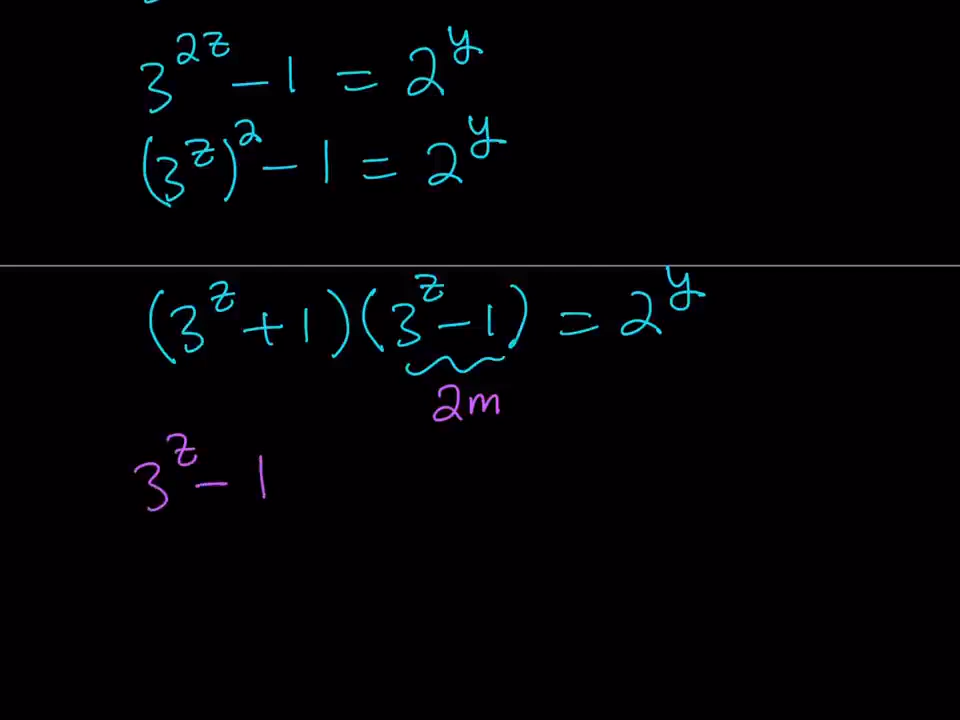 3^{2z} - 1 = 2^y
(3^z)^2 - 1 = 2^y
(3^z + 1)(3^z - 1) = 2^y
2m
3^z - 1